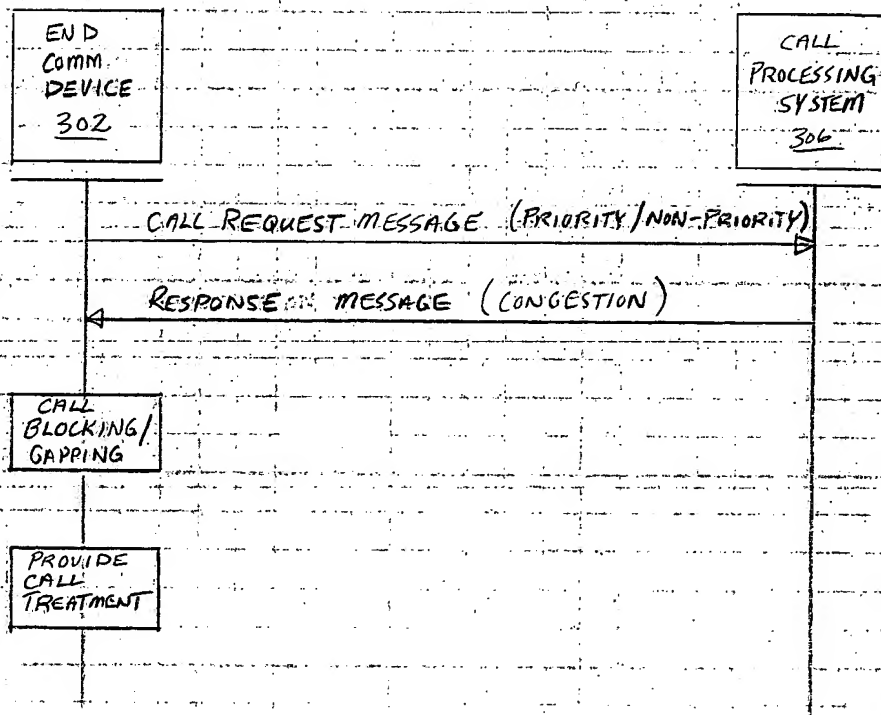 END
COMM.
DEVICE
302
CALL
PROCESSING
SYSTEM
306
CALL REQUEST MESSAGE (PRIORITY/NON-PRIORITY)
RESPONSE MESSAGE (CONGESTION)
CALL
BLOCKING/
GAPPING
PROVIDE
CALL
TREATMENT